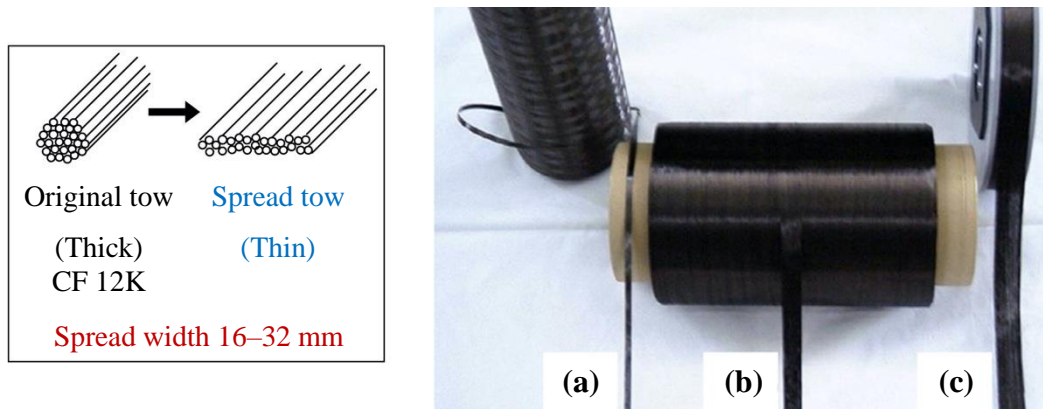 Original tow Spread tow
(Thick) (Thin)
CF 12K
Spread width 16–32 mm
(a) (b) (c)